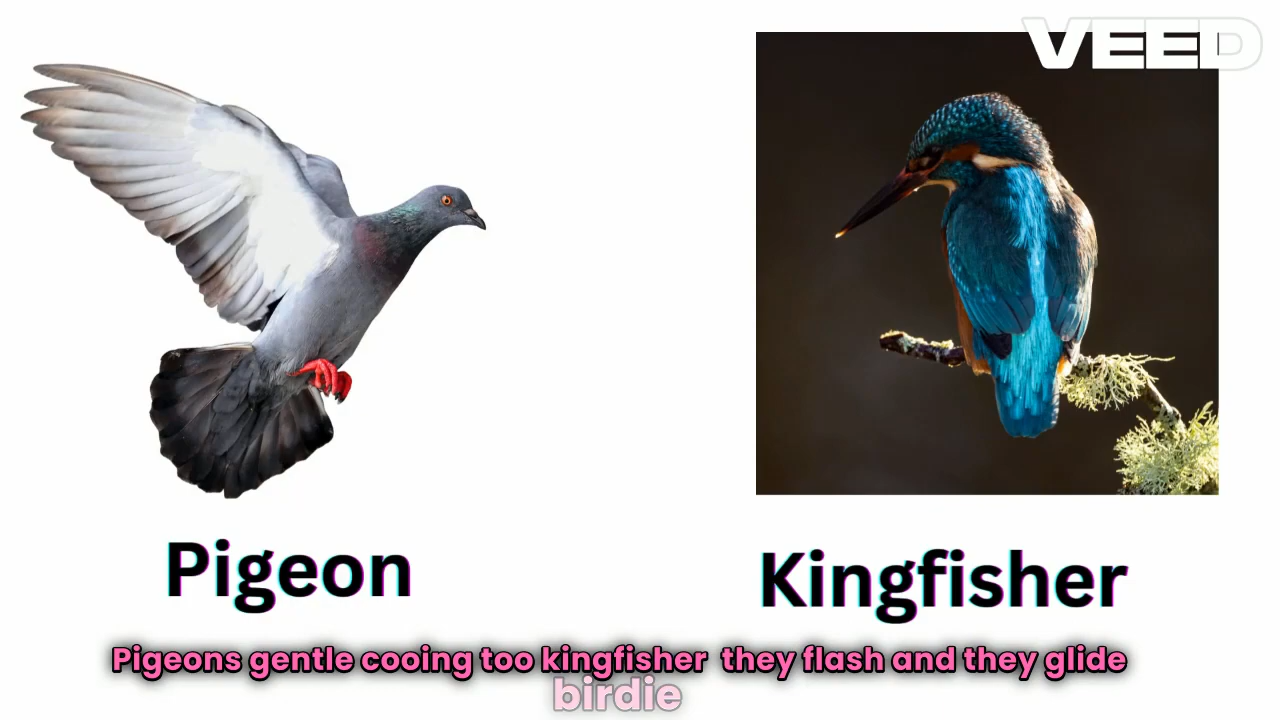 VEED
Pigeon
Kingfisher
Pigeons gentle cooing too kingfisher they flash and they glide
birdie